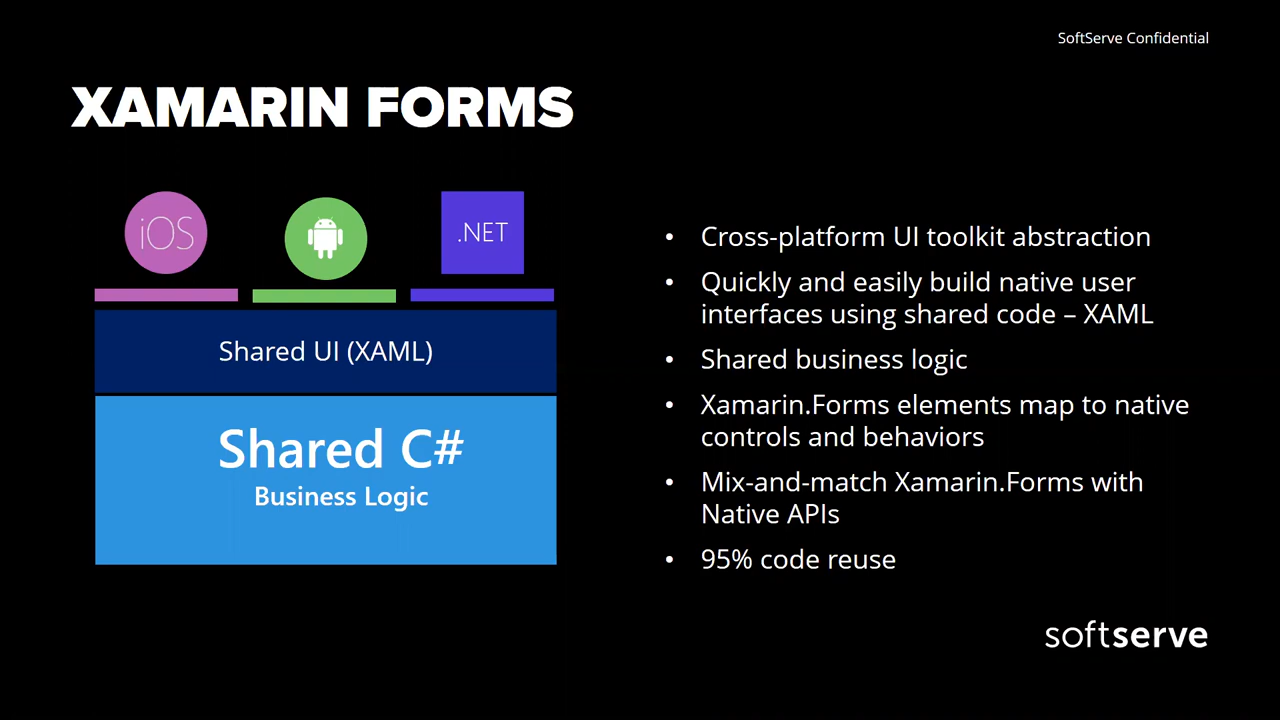 SoftServe Confidential
XAMARIN FORMS
iOS
.NET
Shared UI (XAML)
Shared C#
Business Logic
• Cross-platform UI toolkit abstraction
• Quickly and easily build native user
interfaces using shared code – XAML
• Shared business logic
• Xamarin.Forms elements map to native
controls and behaviors
• Mix-and-match Xamarin.Forms with
Native APIs
• 95% code reuse
softserve